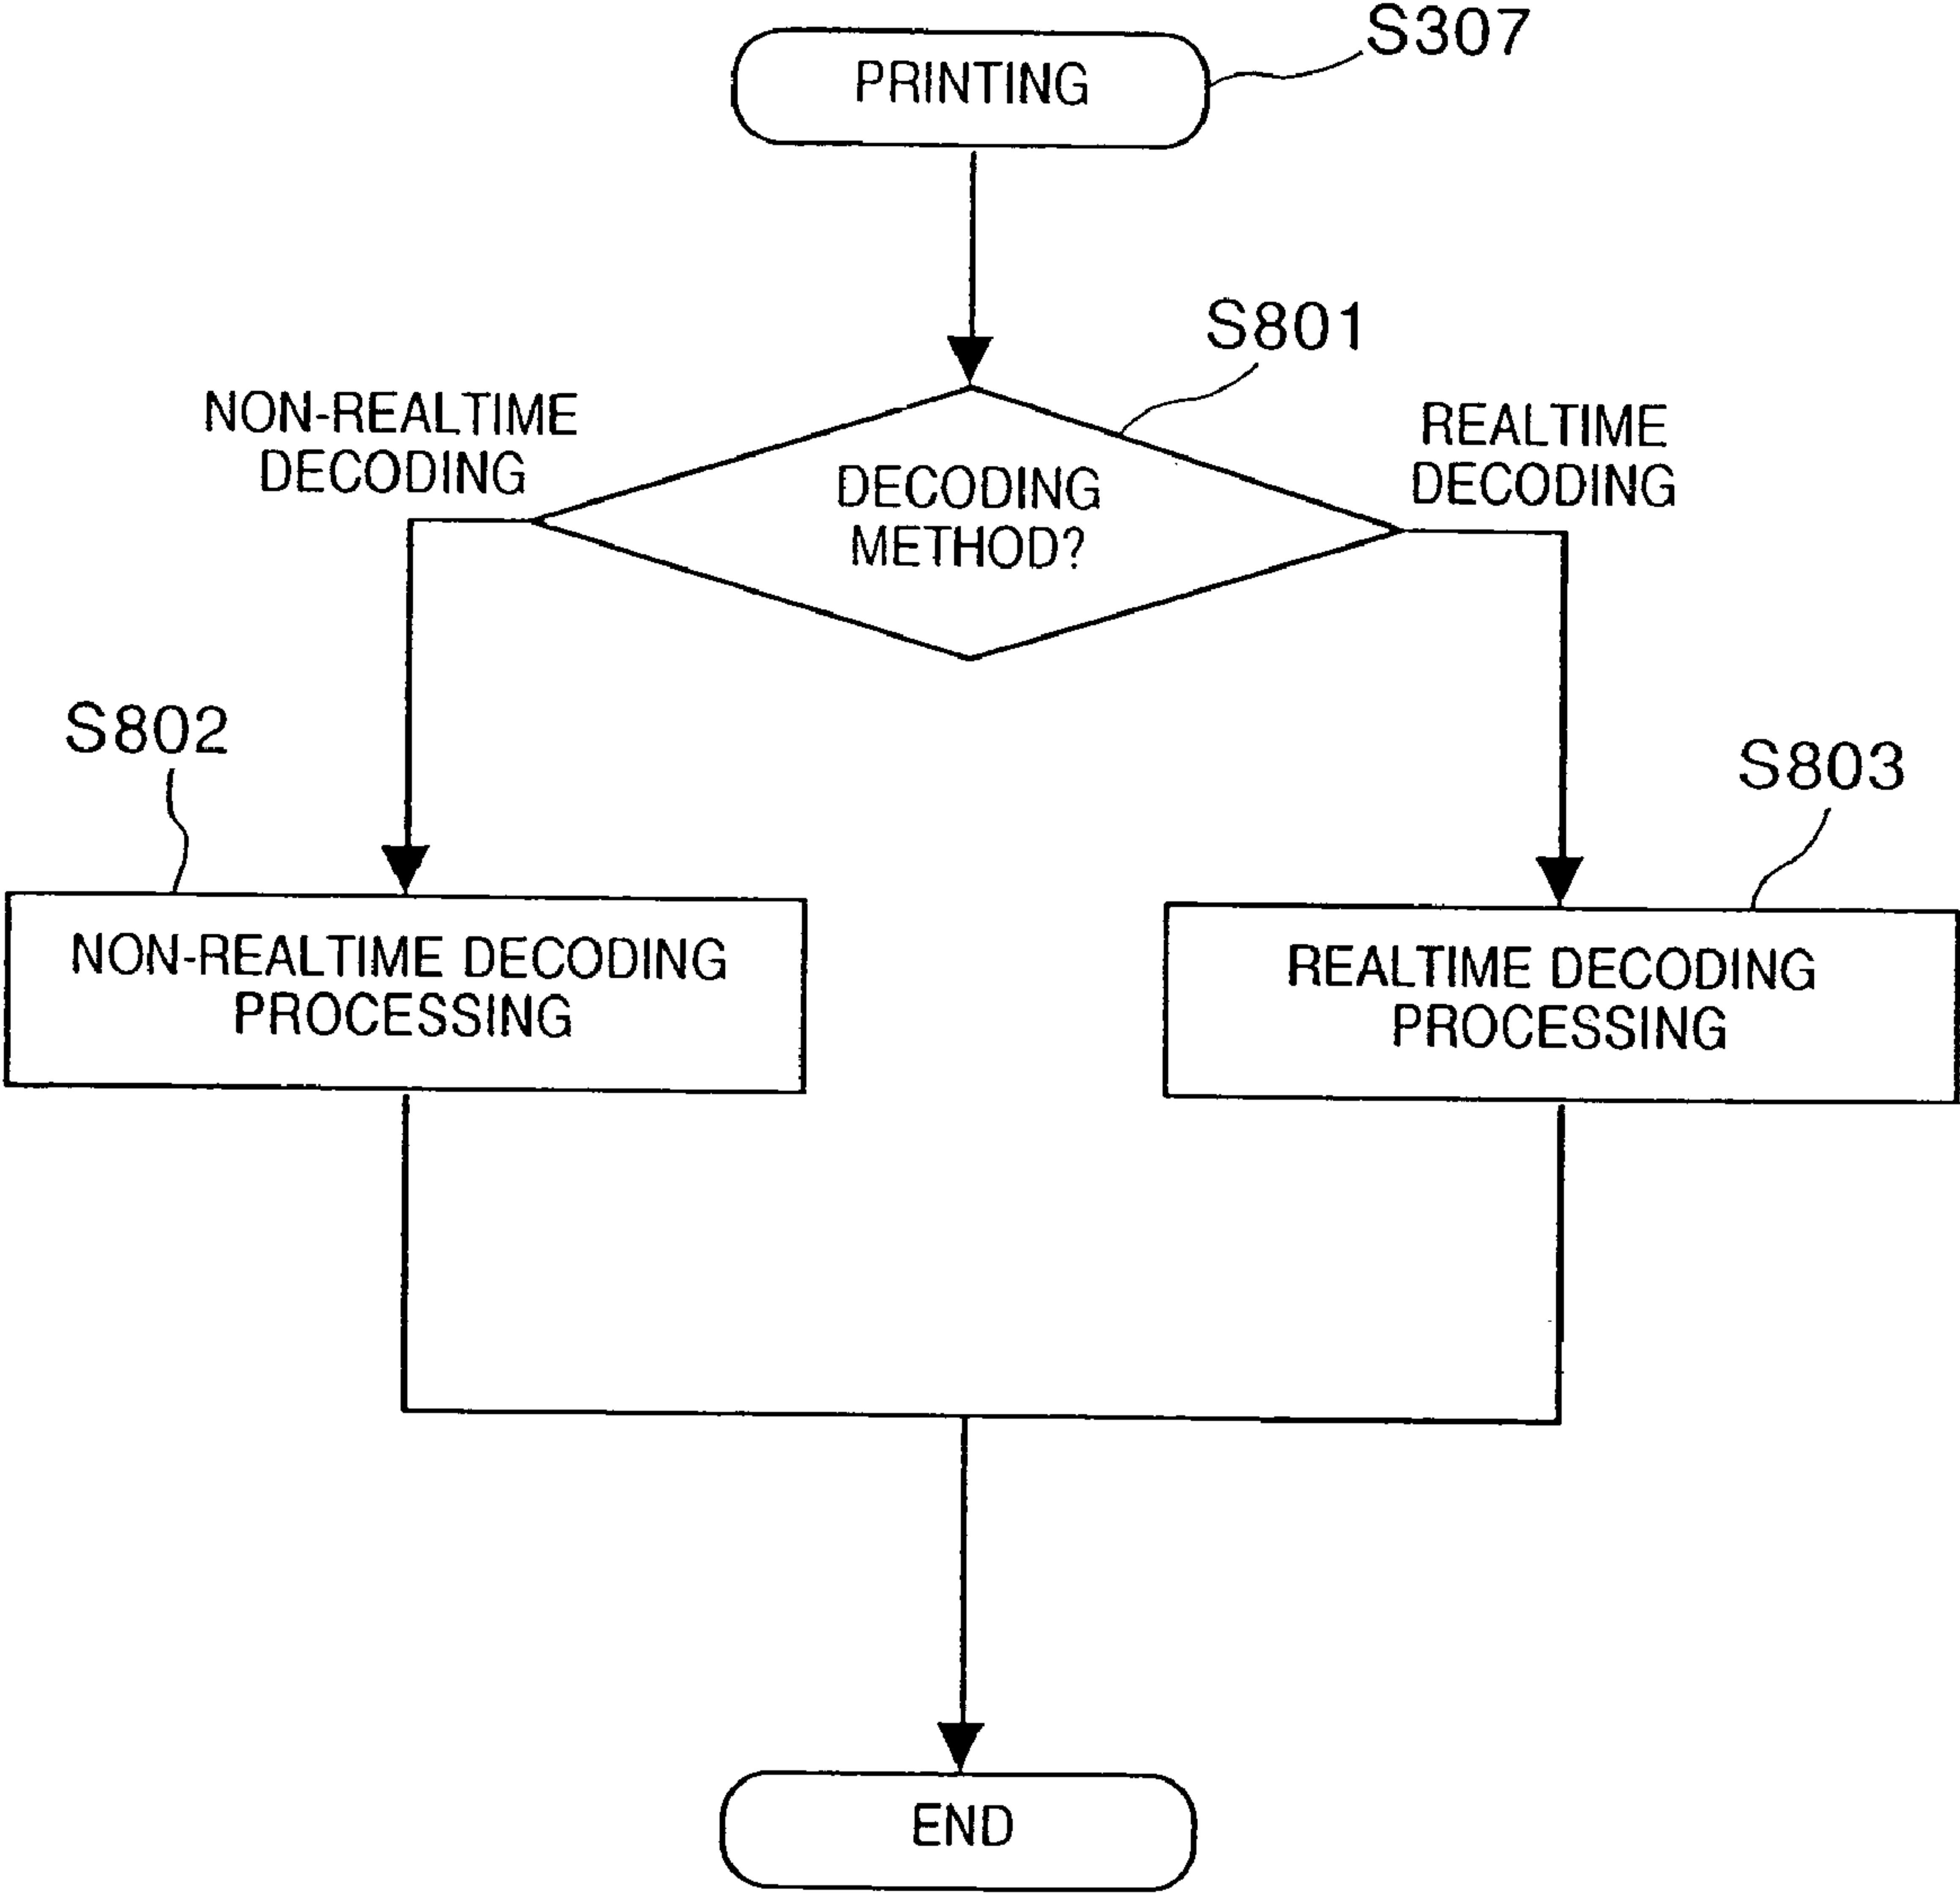 S307
PRINTING
S801
NON-REALTIME
DECODING
REALTIME
DECODING
DECODING
METHOD?
S802
S803
NON-REALTIME DECODING
PROCESSING
REALTIME DECODING
PROCESSING
END